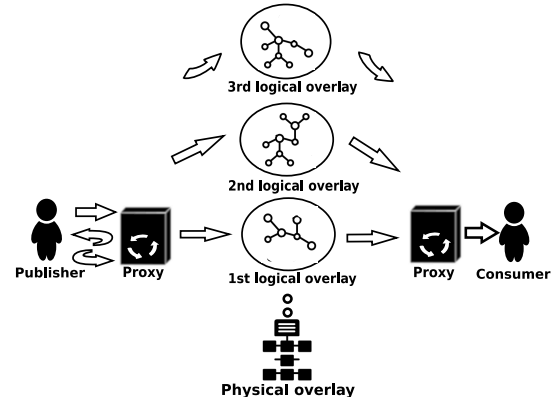 3rd logical overlay
2nd logical overlay
Publisher
Proxy
1st logical overlay
Proxy
Consumer
Physical overlay